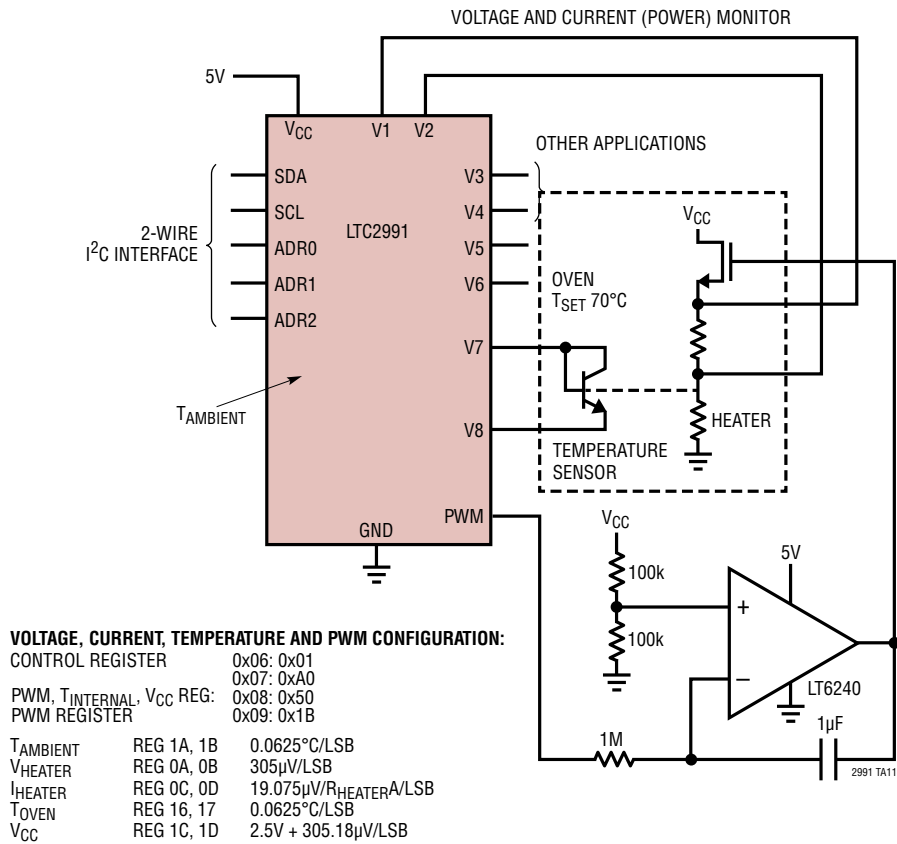 VOLTAGE AND CURRENT (POWER) MONITOR
5V
VCC
V1
V2
OTHER APPLICATIONS
SDA
SCL
ADR0
ADR1
ADR2
2-WIRE
I2C INTERFACE
LTC2991
V3
V4
V5
V6
V7
V8
PWM
GND
TAMBIENT
VCC
OVEN
TSET 70°C
HEATER
TEMPERATURE
SENSOR
VCC
100k
100k
5V
+
–
LT6240
1M
1µF
2991 TA11
VOLTAGE, CURRENT, TEMPERATURE AND PWM CONFIGURATION:
CONTROL REGISTER 0x06: 0x01
0x07: 0xA0
PWM, TINTERNAL, VCC REG: 0x08: 0x50
PWM REGISTER 0x09: 0x1B
TAMBIENT REG 1A, 1B 0.0625°C/LSB
VHEATER REG 0A, 0B 305µV/LSB
IHEATER REG 0C, 0D 19.075µV/RHEATERA/LSB
TOVEN REG 16, 17 0.0625°C/LSB
VCC REG 1C, 1D 2.5V + 305.18µV/LSB